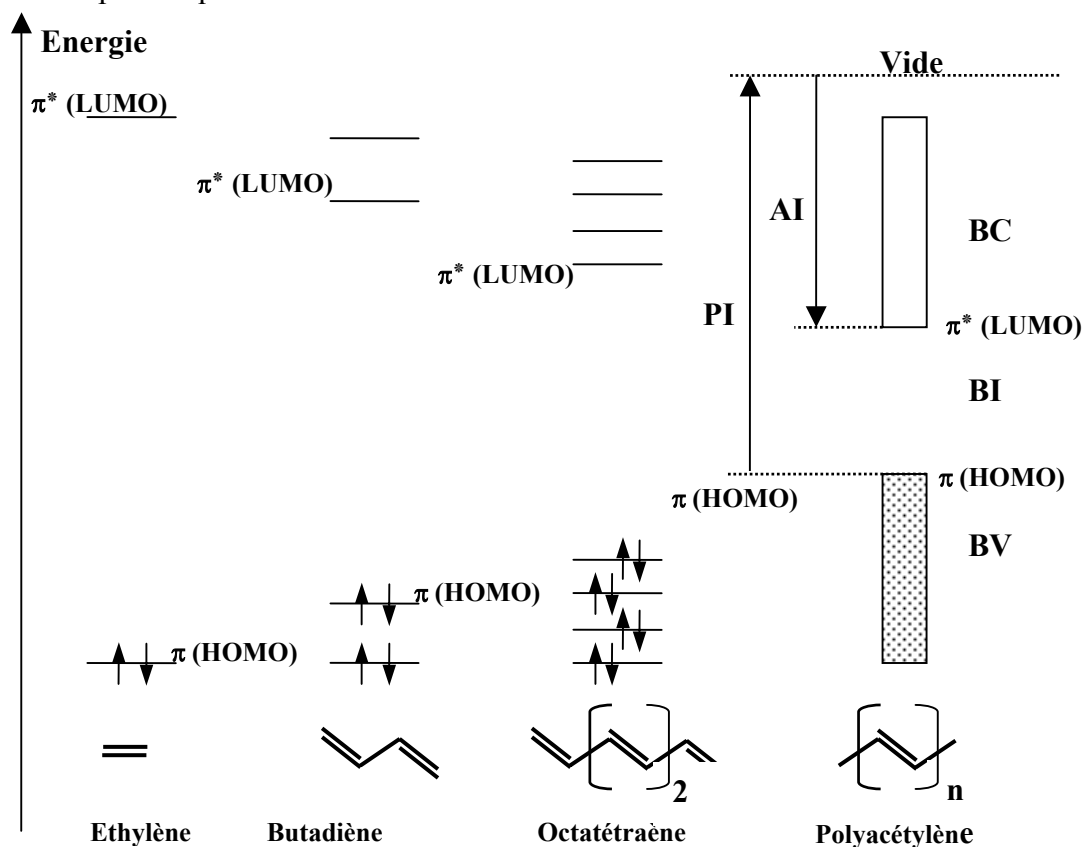 Energie
Vide
π* (LUMO)
π* (LUMO)
AI
BC
π* (LUMO)
PI
π* (LUMO)
BI
π (HOMO)
π (HOMO)
BV
π (HOMO)
π (HOMO)
2
n
Ethylène Butadiène Octatétraène Polyacétylène